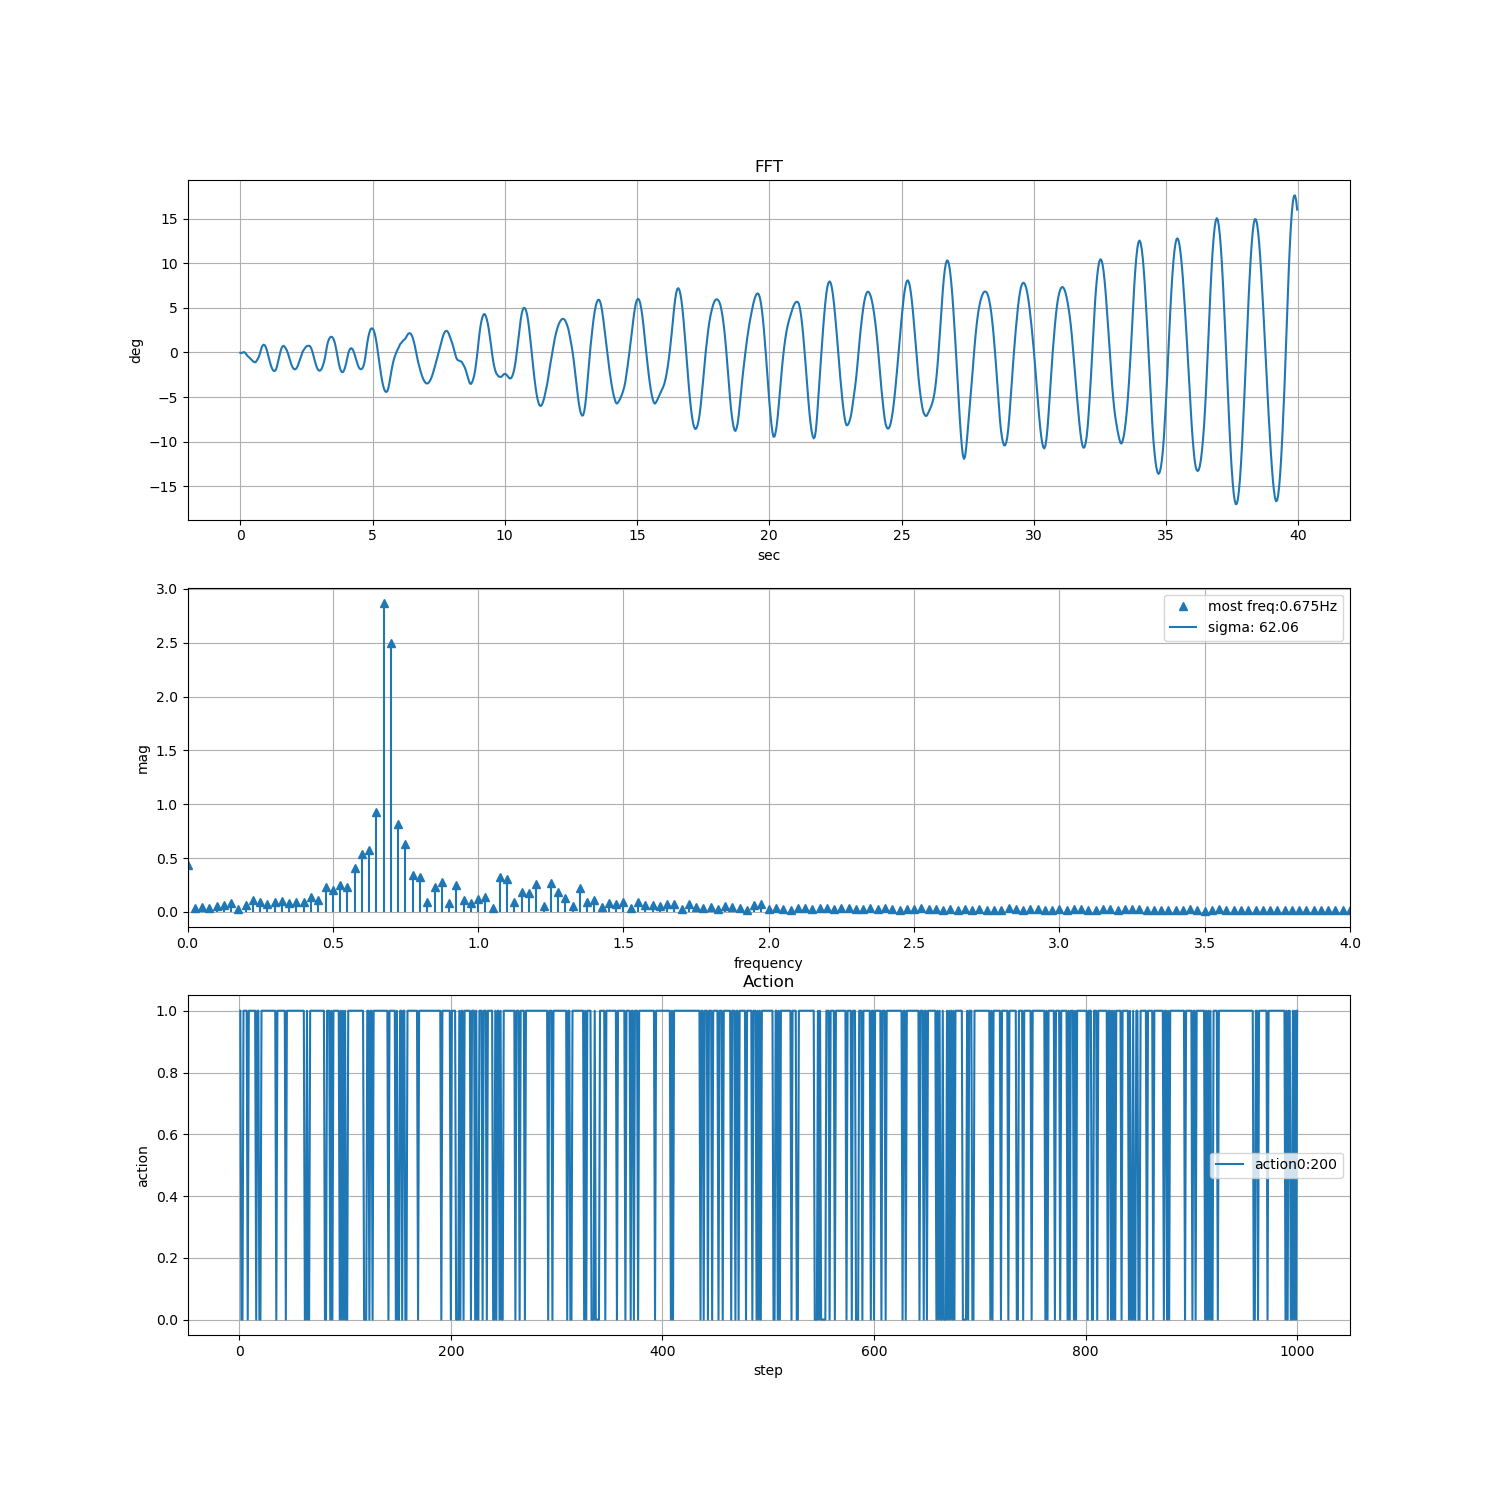 FFT
15
10
5
0
−5
−10
−15
deg
0 5 10 15 20 25 30 35 40
sec
3.0
2.5
2.0
1.5
1.0
0.5
0.0
mag
most freq:0.675Hz
sigma: 62.06
0.0 0.5 1.0 1.5 2.0 2.5 3.0 3.5 4.0
frequency
Action
1.0
0.8
0.6
0.4
0.2
0.0
action
action0:200
0 200 400 600 800 1000
step